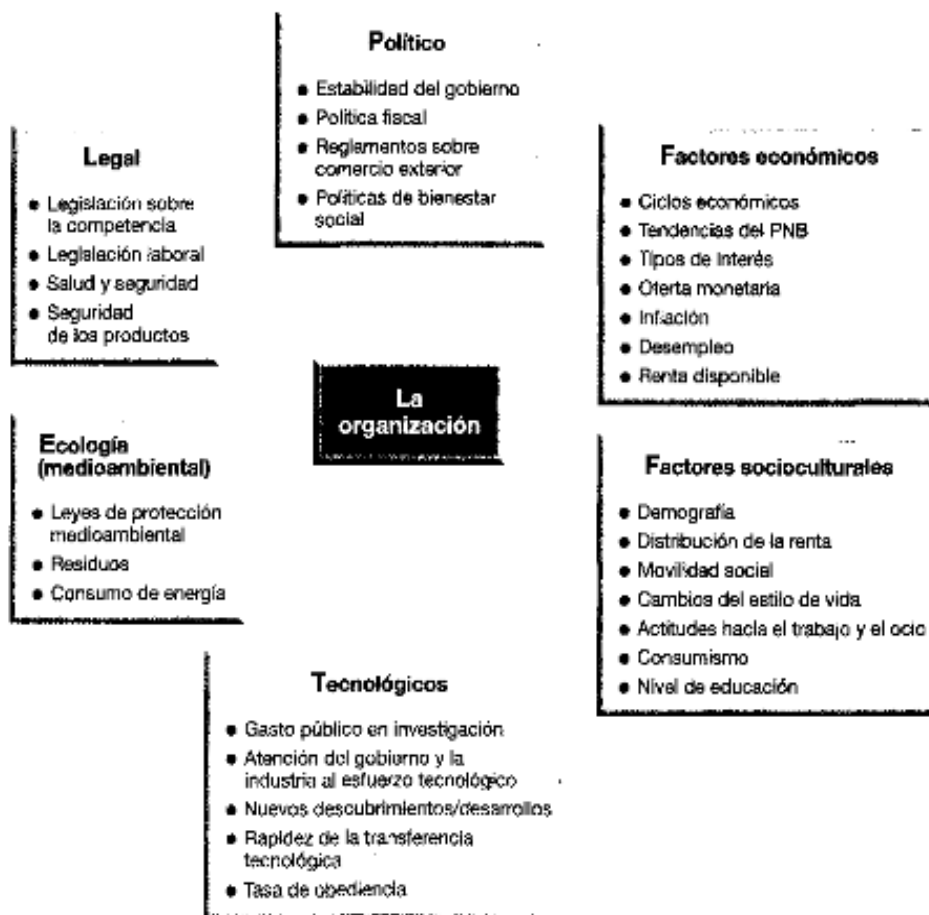 Político
● Estabilidad del gobierno
● Política fiscal
● Reglamentos sobre
comercio exterior
● Políticas de bienestar
social
Legal
● Legislación sobre
la competencia
● Legislación laboral
● Salud y seguridad
● Seguridad
de los productos
Factores económicos
● Ciclos económicos
● Tendencias del PNB
● Tipos de interés
● Oferta monetaria
● Inflación
● Desempleo
● Renta disponible
La
organización
Ecología
(medioambiental)
● Leyes de protección
medioambiental
● Residuos
● Consumo de energía
Factores socioculturales
● Demografía
● Distribución de la renta
● Movilidad social
● Cambios del estilo de vida
● Actitudes hacia el trabajo y el ocio
● Consumismo
● Nivel de educación
Tecnológicos
● Gasto público en investigación
● Atención del gobierno y la
industria al esfuerzo tecnológico
● Nuevos descubrimientos/desarrollos
● Rapidez de la transferencia
tecnológica
● Tasa de obediencia